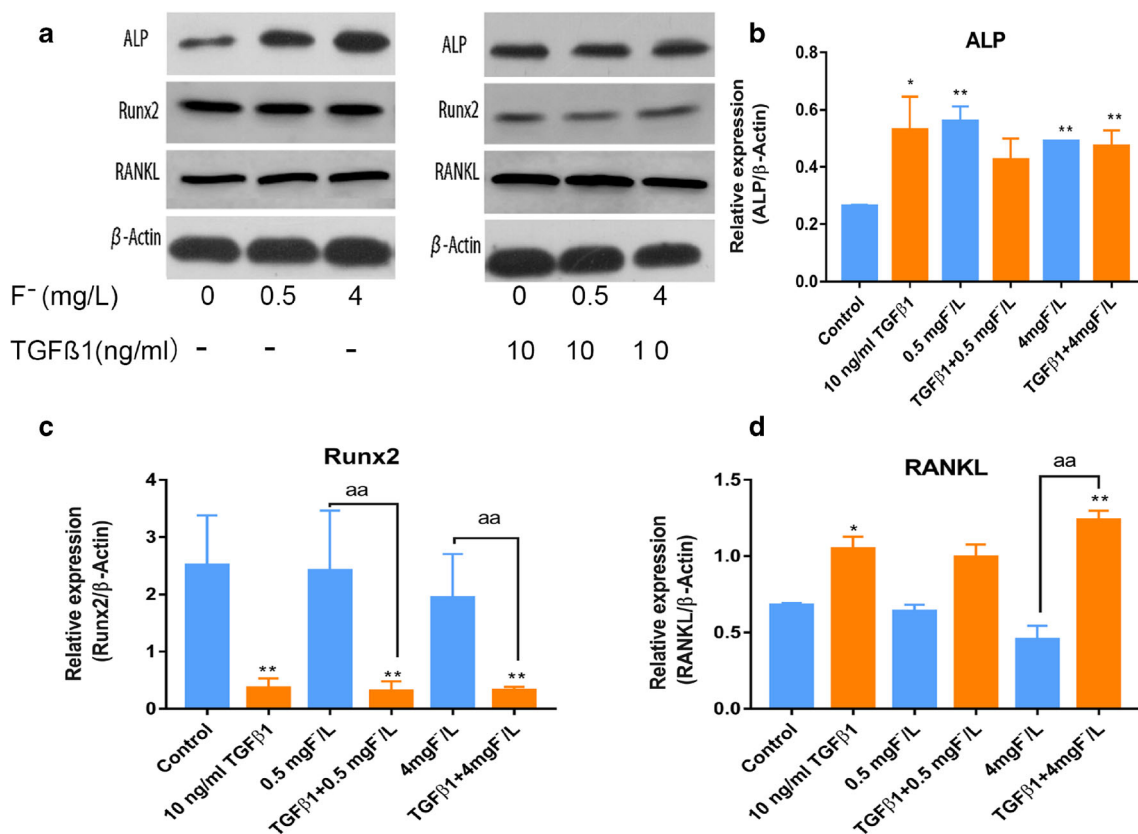 a
ALP
Runx2
RANKL
β-Actin
F⁻ (mg/L) 0 0.5 4 0 0.5 4
TGFß1(ng/ml) - - - 10 10 1 0
ALP
Runx2
RANKL
β-Actin
b
ALP
Relative expression
(ALP/β-Actin)
0.8
0.6
0.4
0.2
0.0
* ** ** **
Control
10 ng/ml TGFβ1
0.5 mgF⁻/L
TGFβ1+0.5 mgF⁻/L
4mgF⁻/L
TGFβ1+4mgF⁻/L
c
Runx2
Relative expression
(Runx2/β-Actin)
4
3
2
1
0
aa aa
** ** **
Control
10 ng/ml TGFβ1
0.5 mgF⁻/L
TGFβ1+0.5 mgF⁻/L
4mgF⁻/L
TGFβ1+4mgF⁻/L
d
RANKL
Relative expression
(RANKL/β-Actin)
1.5
1.0
0.5
0.0
aa
* **
Control
10 ng/ml TGFβ1
0.5 mgF⁻/L
TGFβ1+0.5 mgF⁻/L
4mgF⁻/L
TGFβ1+4mgF⁻/L